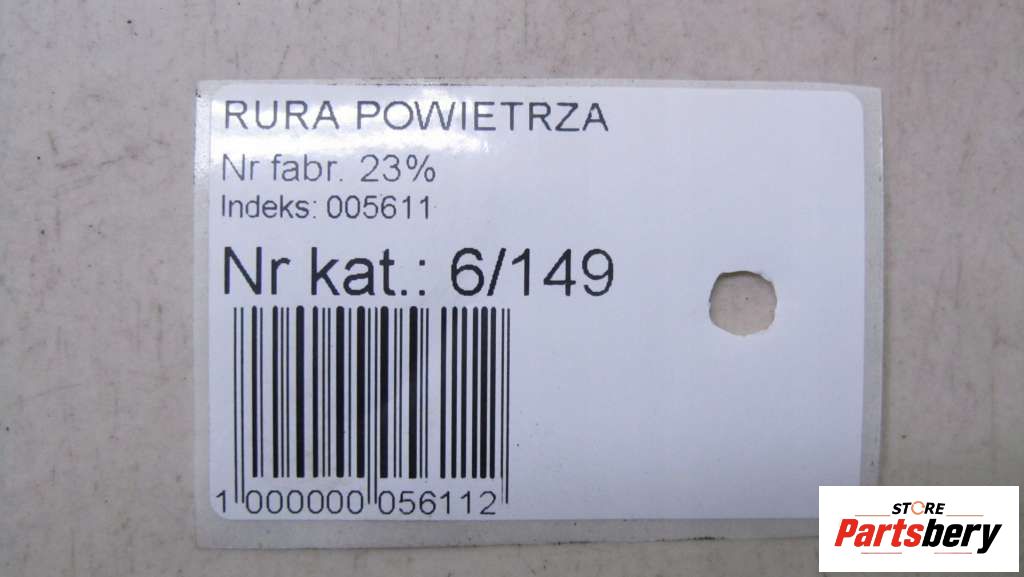 RURA POWIETRZA
Nr fabr. 23%
Indeks: 005611
Nr kat.: 6/149
1 000000 056112
STORE
Partsbery